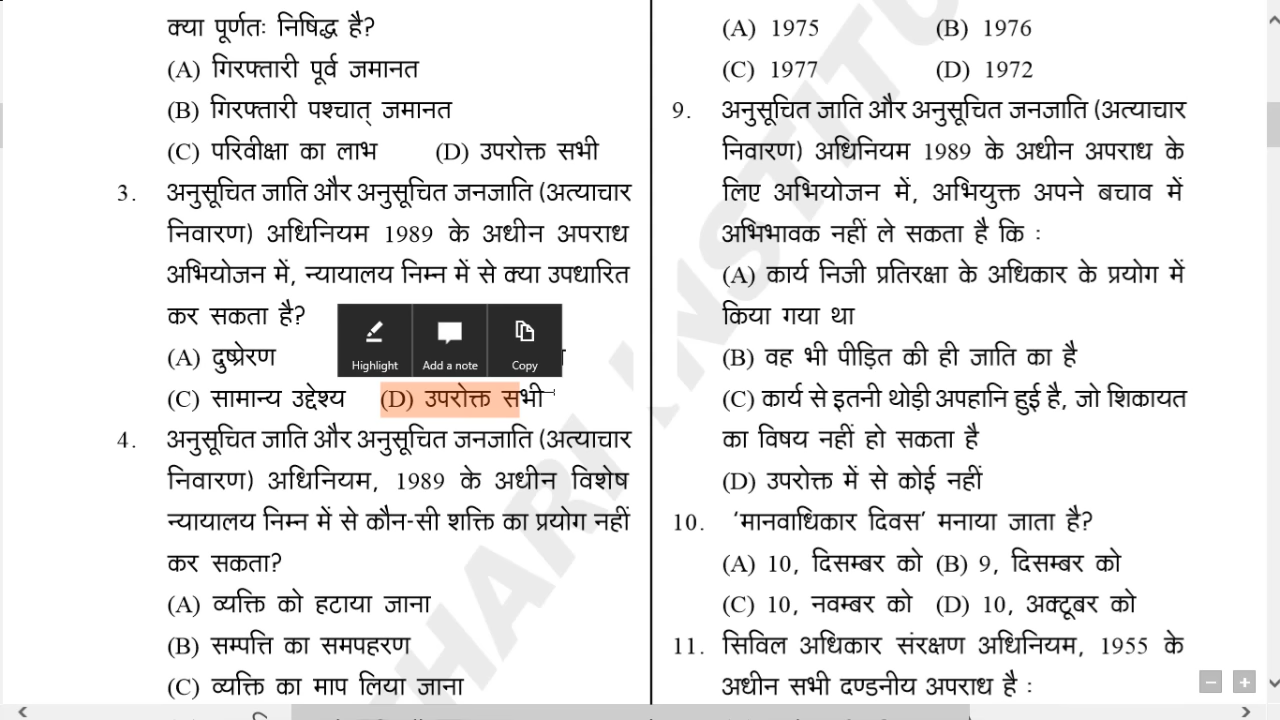 क्या पूर्णतः निषिद्ध है?
(A) गिरफ्तारी पूर्व जमानत
(B) गिरफ्तारी पश्चात् जमानत
(C) परिवीक्षा का लाभ (D) उपरोक्त सभी
3. अनुसूचित जाति और अनुसूचित जनजाति (अत्याचार
निवारण) अधिनियम 1989 के अधीन अपराध
अभियोजन में, न्यायालय निम्न में से क्या उपधारित
कर सकता है?
Highlight Add a note Copy
(A) दुष्प्रेरण
(C) सामान्य उद्देश्य (D) उपरोक्त सभी
4. अनुसूचित जाति और अनुसूचित जनजाति (अत्याचार
निवारण) अधिनियम, 1989 के अधीन विशेष
न्यायालय निम्न में से कौन-सी शक्ति का प्रयोग नहीं
कर सकता?
(A) व्यक्ति को हटाया जाना
(B) सम्पत्ति का समपहरण
(C) व्यक्ति का माप लिया जाना
(A) 1975 (B) 1976
(C) 1977 (D) 1972
9. अनुसूचित जाति और अनुसूचित जनजाति (अत्याचार
निवारण) अधिनियम 1989 के अधीन अपराध के
लिए अभियोजन में, अभियुक्त अपने बचाव में
अभिभावक नहीं ले सकता है कि :
(A) कार्य निजी प्रतिरक्षा के अधिकार के प्रयोग में
किया गया था
(B) वह भी पीड़ित की ही जाति का है
(C) कार्य से इतनी थोड़ी अपहानि हुई है, जो शिकायत
का विषय नहीं हो सकता है
(D) उपरोक्त में से कोई नहीं
10. ‘मानवाधिकार दिवस’ मनाया जाता है?
(A) 10, दिसम्बर को (B) 9, दिसम्बर को
(C) 10, नवम्बर को (D) 10, अक्टूबर को
11. सिविल अधिकार संरक्षण अधिनियम, 1955 के
अधीन सभी दण्डनीय अपराध है :